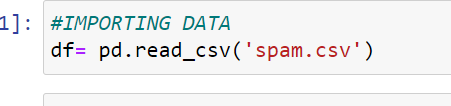 1]:
#IMPORTING DATA
df= pd.read_csv('spam.csv')